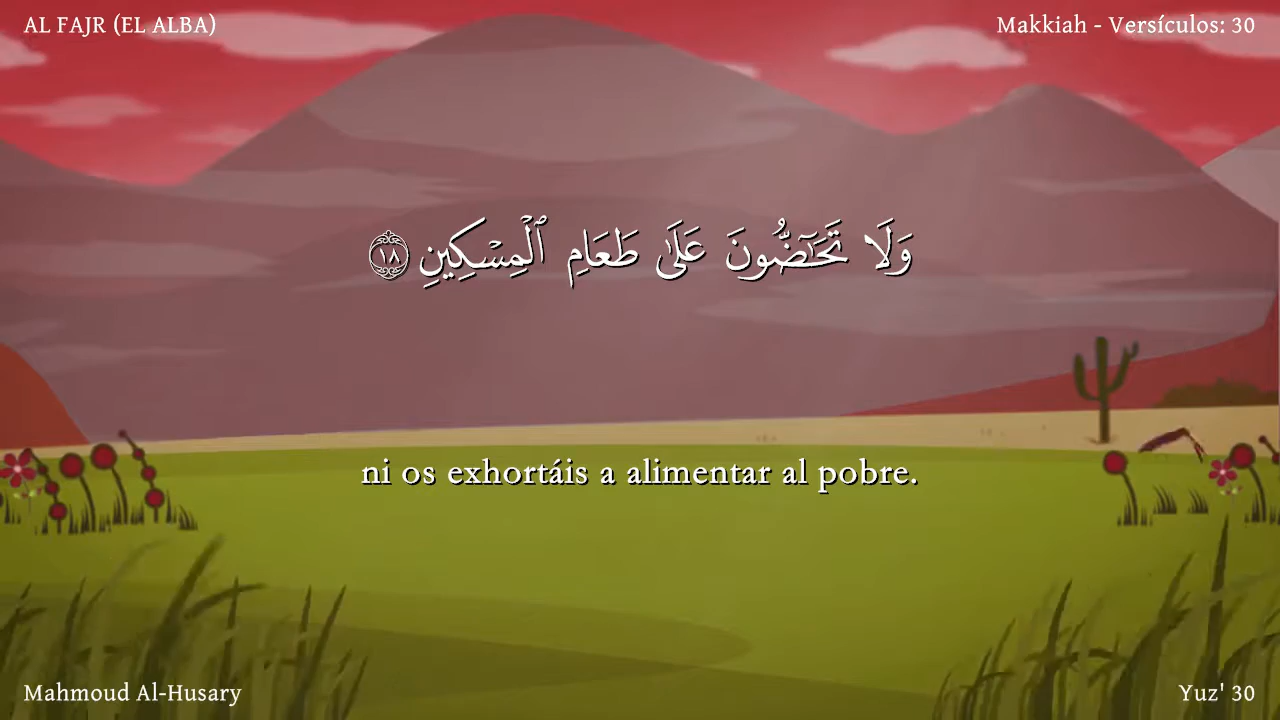 AL FAJR (EL ALBA)
Makkiah - Versículos: 30
وَلَا تَحَٰٓضُّونَ عَلَىٰ طَعَامِ ٱلْمِسْكِينِ ١٨
ni os exhortáis a alimentar al pobre.
Mahmoud Al-Husary
Yuz' 30